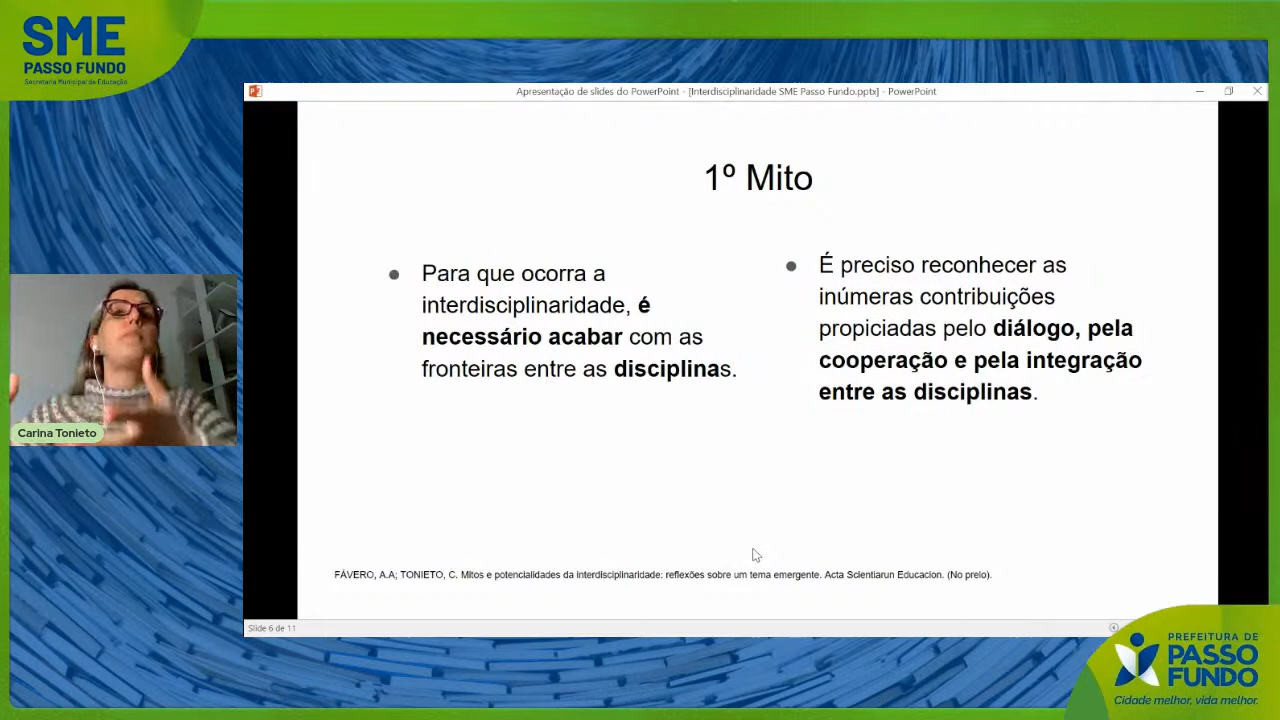 SME
PASSO FUNDO
Secretaria Municipal de Educação
Apresentação de slides do PowerPoint - [Interdisciplinaridade SME Passo Fundo.pptx] - PowerPoint
1º Mito
Para que ocorra a
interdisciplinaridade, é
necessário acabar com as
fronteiras entre as disciplinas.
É preciso reconhecer as
inúmeras contribuições
propiciadas pelo diálogo, pela
cooperação e pela integração
entre as disciplinas.
Carina Tonieto
FÁVERO, A.A; TONIETO, C. Mitos e potencialidades da interdisciplinaridade: reflexões sobre um tema emergente. Acta Scientiarun Educacion. (No prelo).
Slide 6 de 11
PREFEITURA DE
PASSO
FUNDO
Cidade melhor, vida melhor.